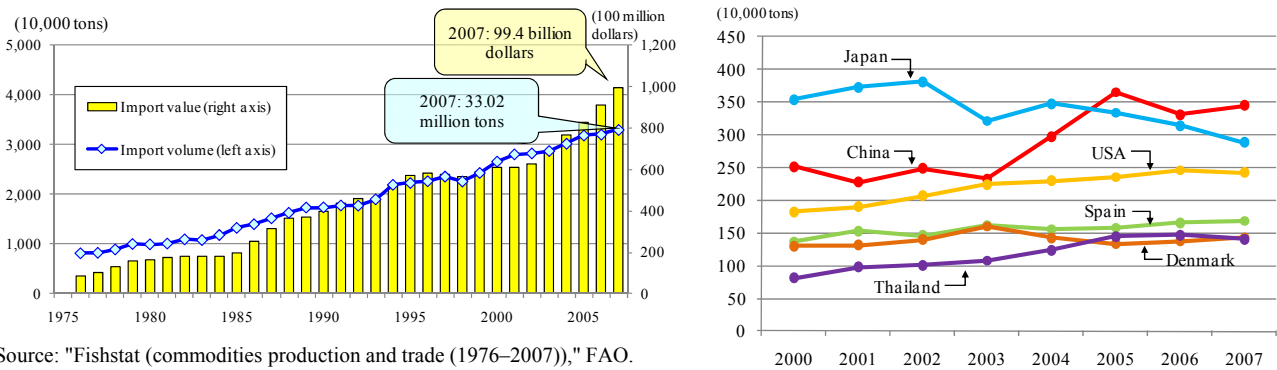 (10,000 tons)
(100 million
dollars)
2007: 99.4 billion
dollars
2007: 33.02
million tons
Import value (right axis)
Import volume (left axis)
5,000
4,000
3,000
2,000
1,000
0
1,200
1,000
800
600
400
200
0
1975
1980
1985
1990
1995
2000
2005
Source: "Fishstat (commodities production and trade (1976–2007))," FAO.
(10,000 tons)
450
400
350
300
250
200
150
100
50
0
Japan
China
USA
Spain
Denmark
Thailand
2000
2001
2002
2003
2004
2005
2006
2007